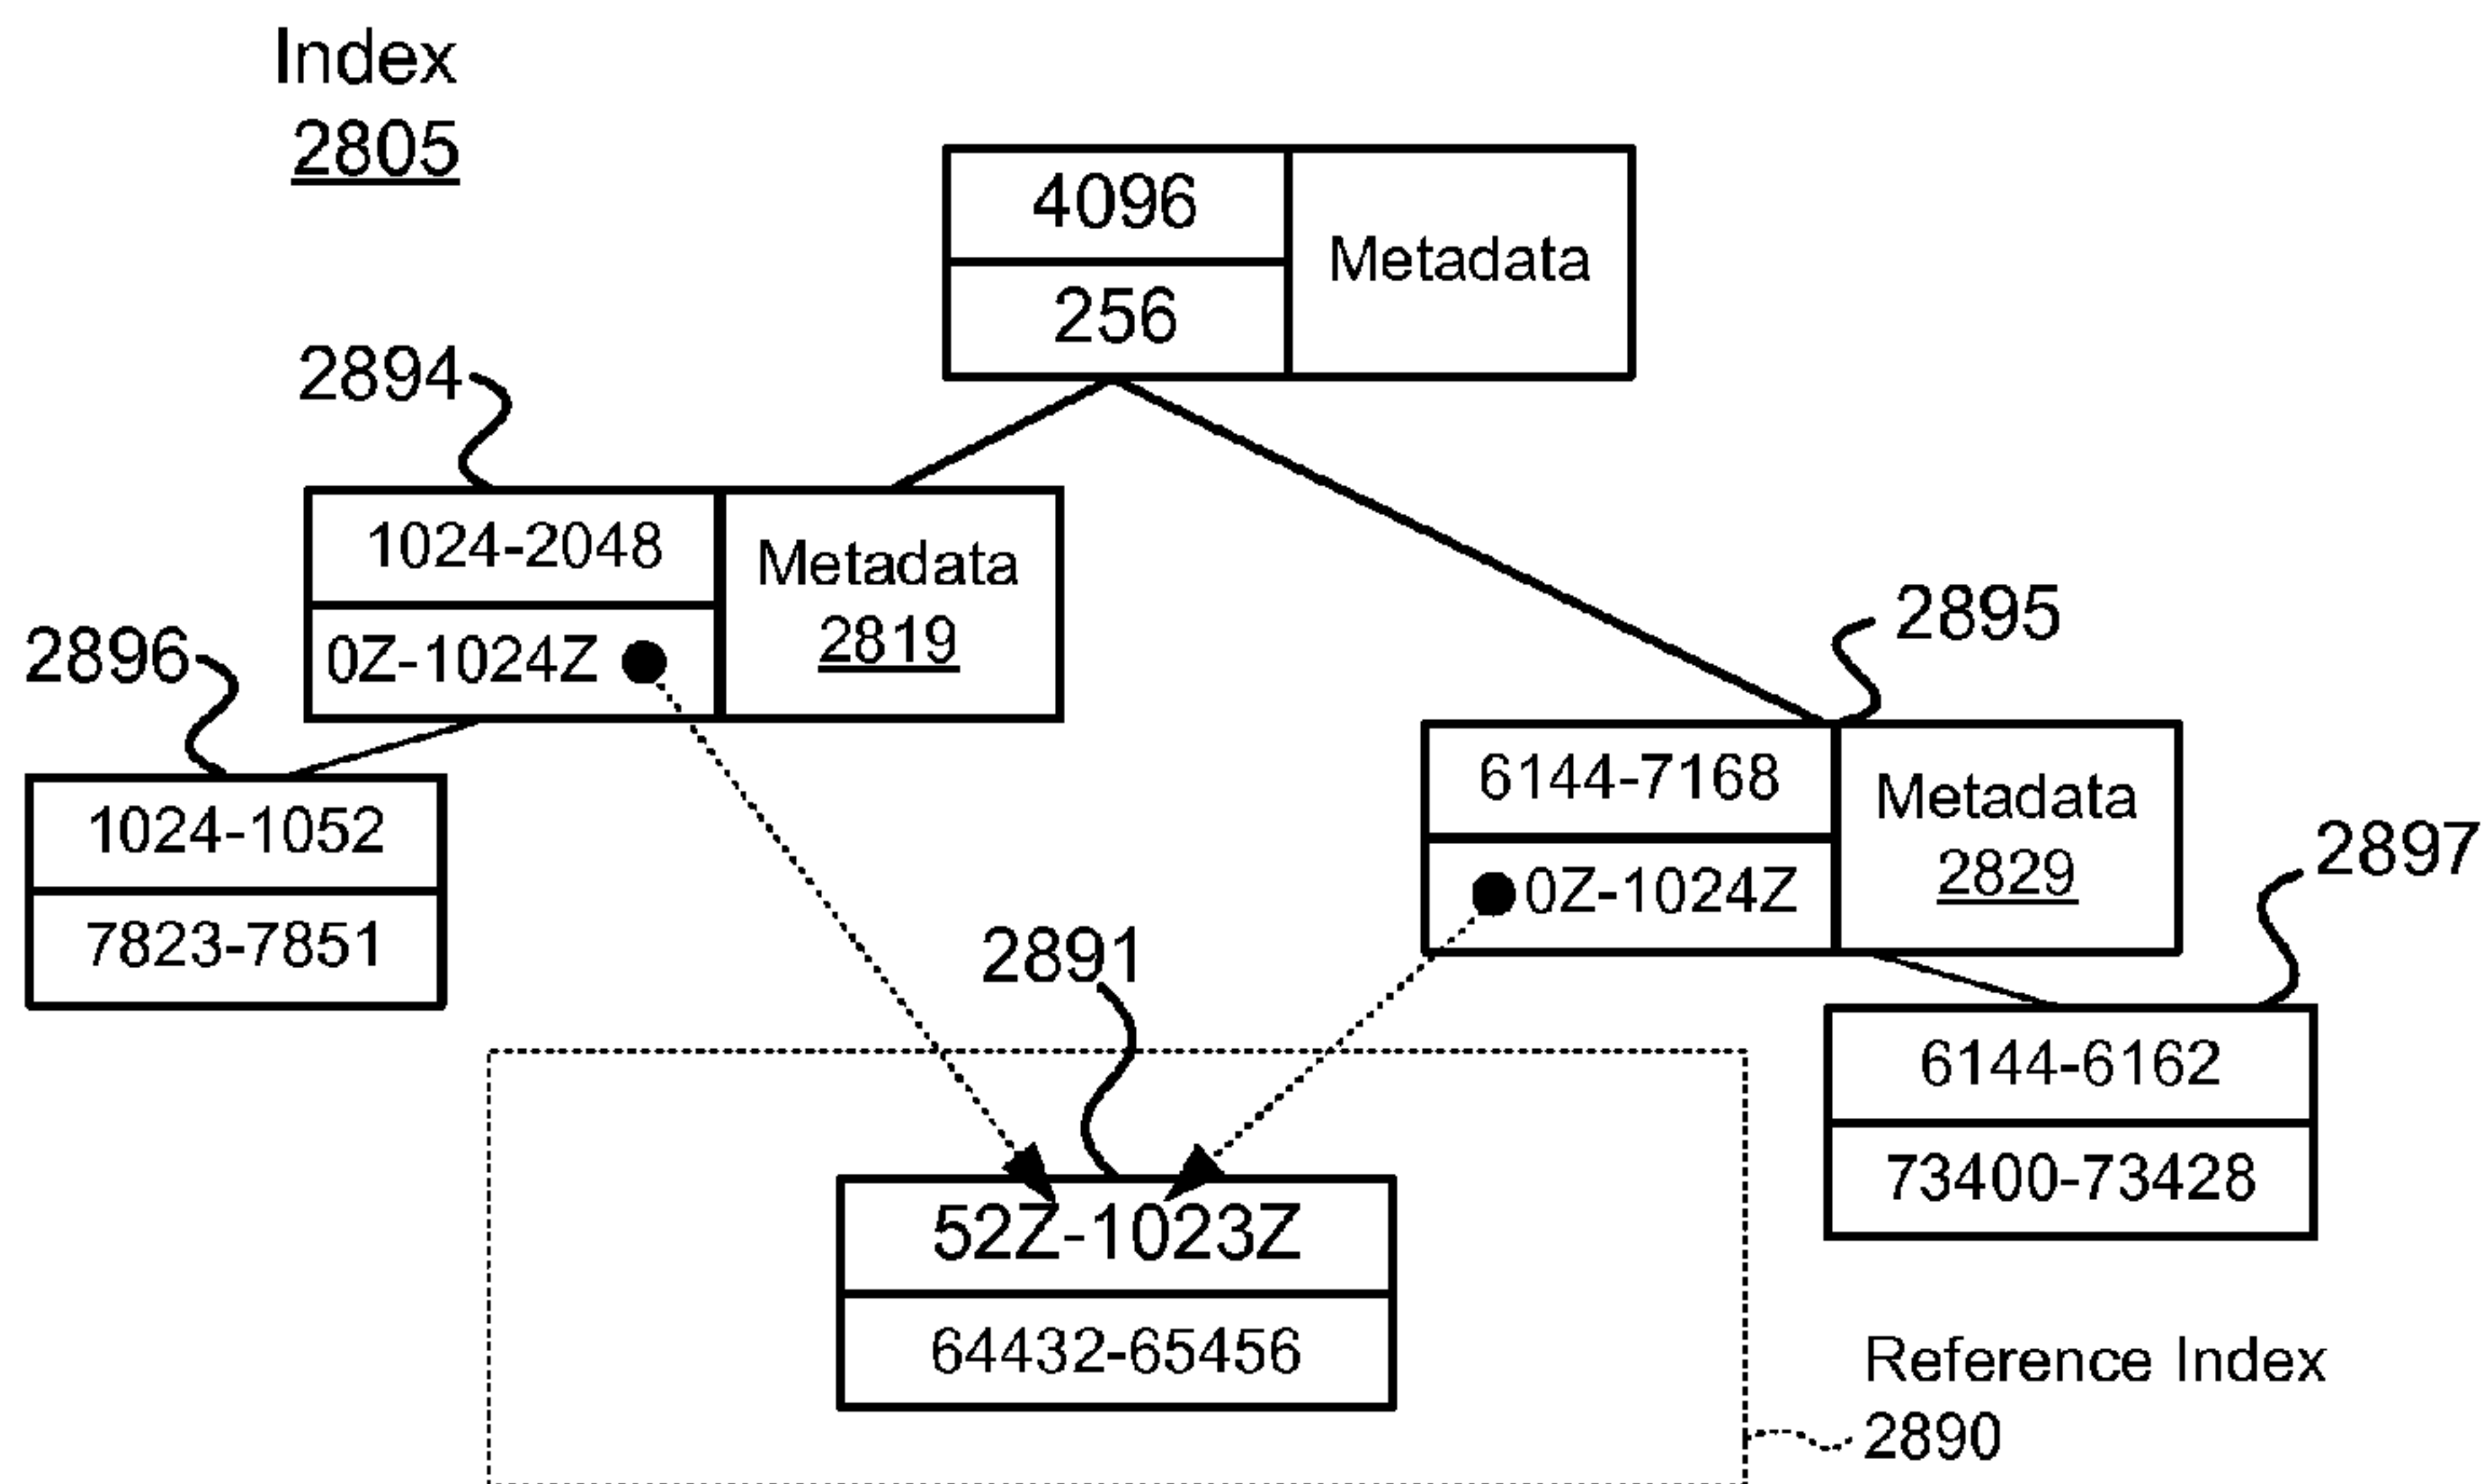 Index
2805
4096
256
Metadata
2894
1024-2048
0Z-1024Z
Metadata
2819
2896
1024-1052
7823-7851
2895
6144-7168
0Z-1024Z
Metadata
2829
2897
6144-6162
73400-73428
2891
52Z-1023Z
64432-65456
Reference Index
2890